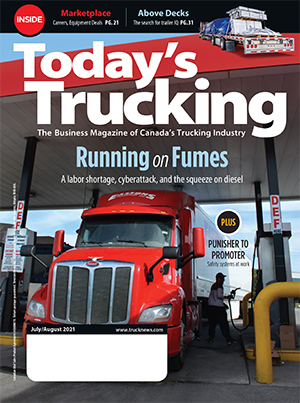 INSIDE
Marketplace
Careers, Equipment Deals PG. 21
Above Decks
The search for trailer IQ PG.31
Today's
Trucking
The Business Magazine of Canada's Trucking Industry
Running on Fumes
A labor shortage, cyberattack, and the squeeze on diesel
PLUS
PUNISHER TO
PROMOTER
Safety systems at work
DEF
DEF
July/August 2021
www.trucknews.com